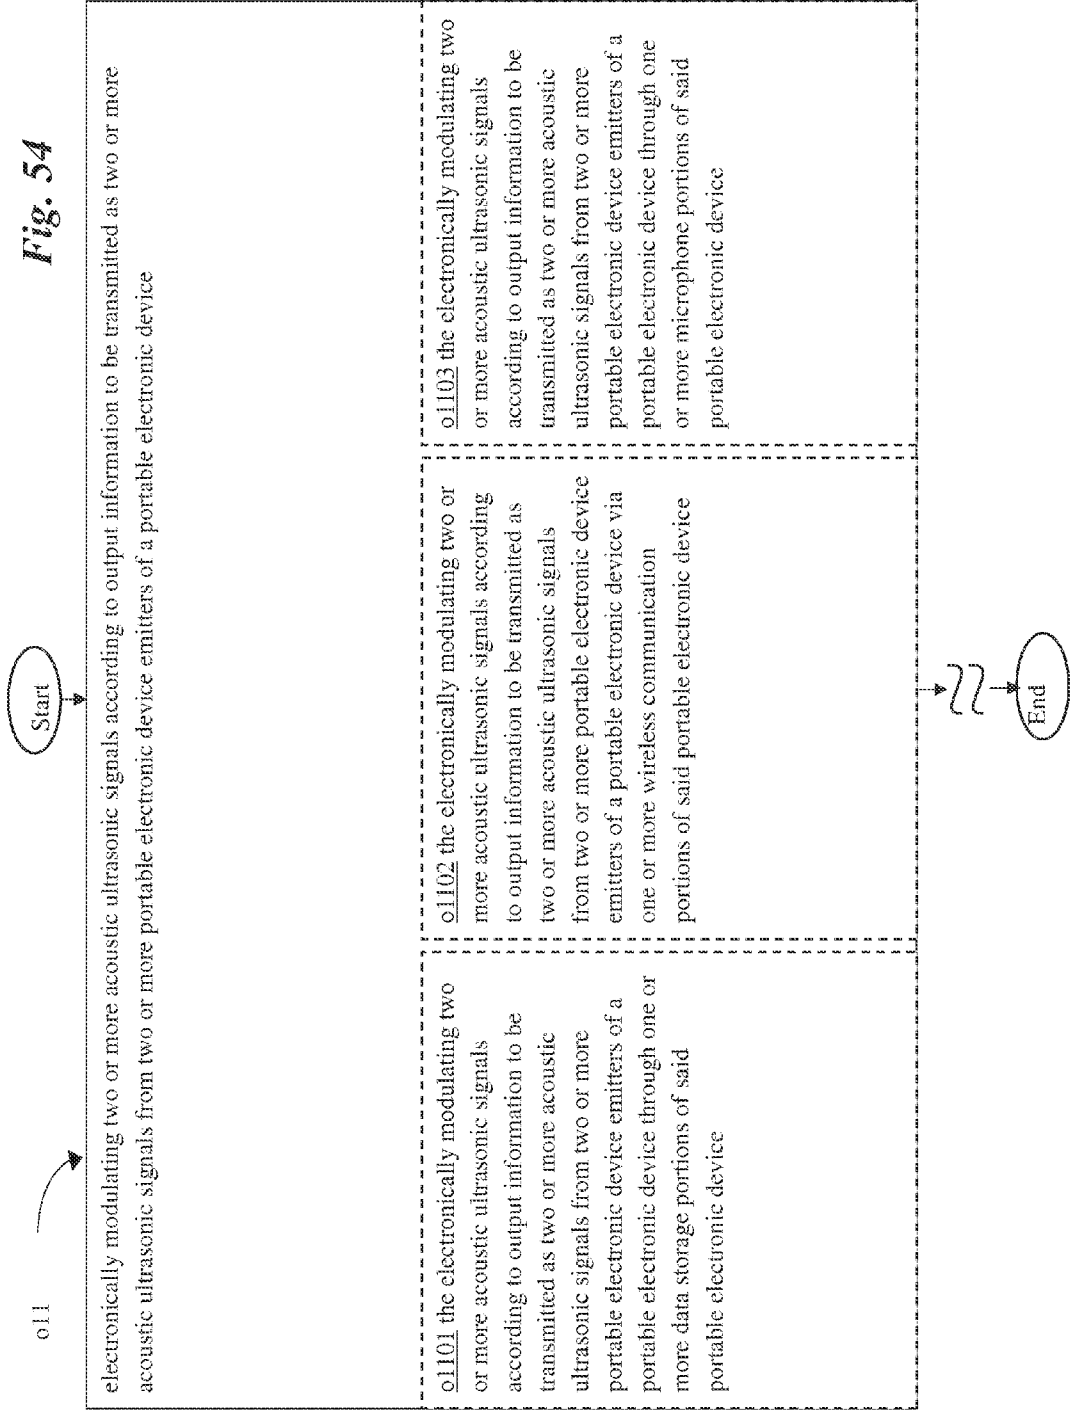 Fig. 54
Start
o11
electronically modulating two or more acoustic ultrasonic signals according to output information to be transmitted as two or more
acoustic ultrasonic signals from two or more portable electronic device emitters of a portable electronic device
o1101 the electronically modulating two
or more acoustic ultrasonic signals
according to output information to be
transmitted as two or more acoustic
ultrasonic signals from two or more
portable electronic device emitters of a
portable electronic device through one or
more data storage portions of said
portable electronic device
o1102 the electronically modulating two or
more acoustic ultrasonic signals according
to output information to be transmitted as
two or more acoustic ultrasonic signals
from two or more portable electronic device
emitters of a portable electronic device via
one or more wireless communication
portions of said portable electronic device
o1103 the electronically modulating two
or more acoustic ultrasonic signals
according to output information to be
transmitted as two or more acoustic
ultrasonic signals from two or more
portable electronic device emitters of a
portable electronic device through one
or more microphone portions of said
portable electronic device
End